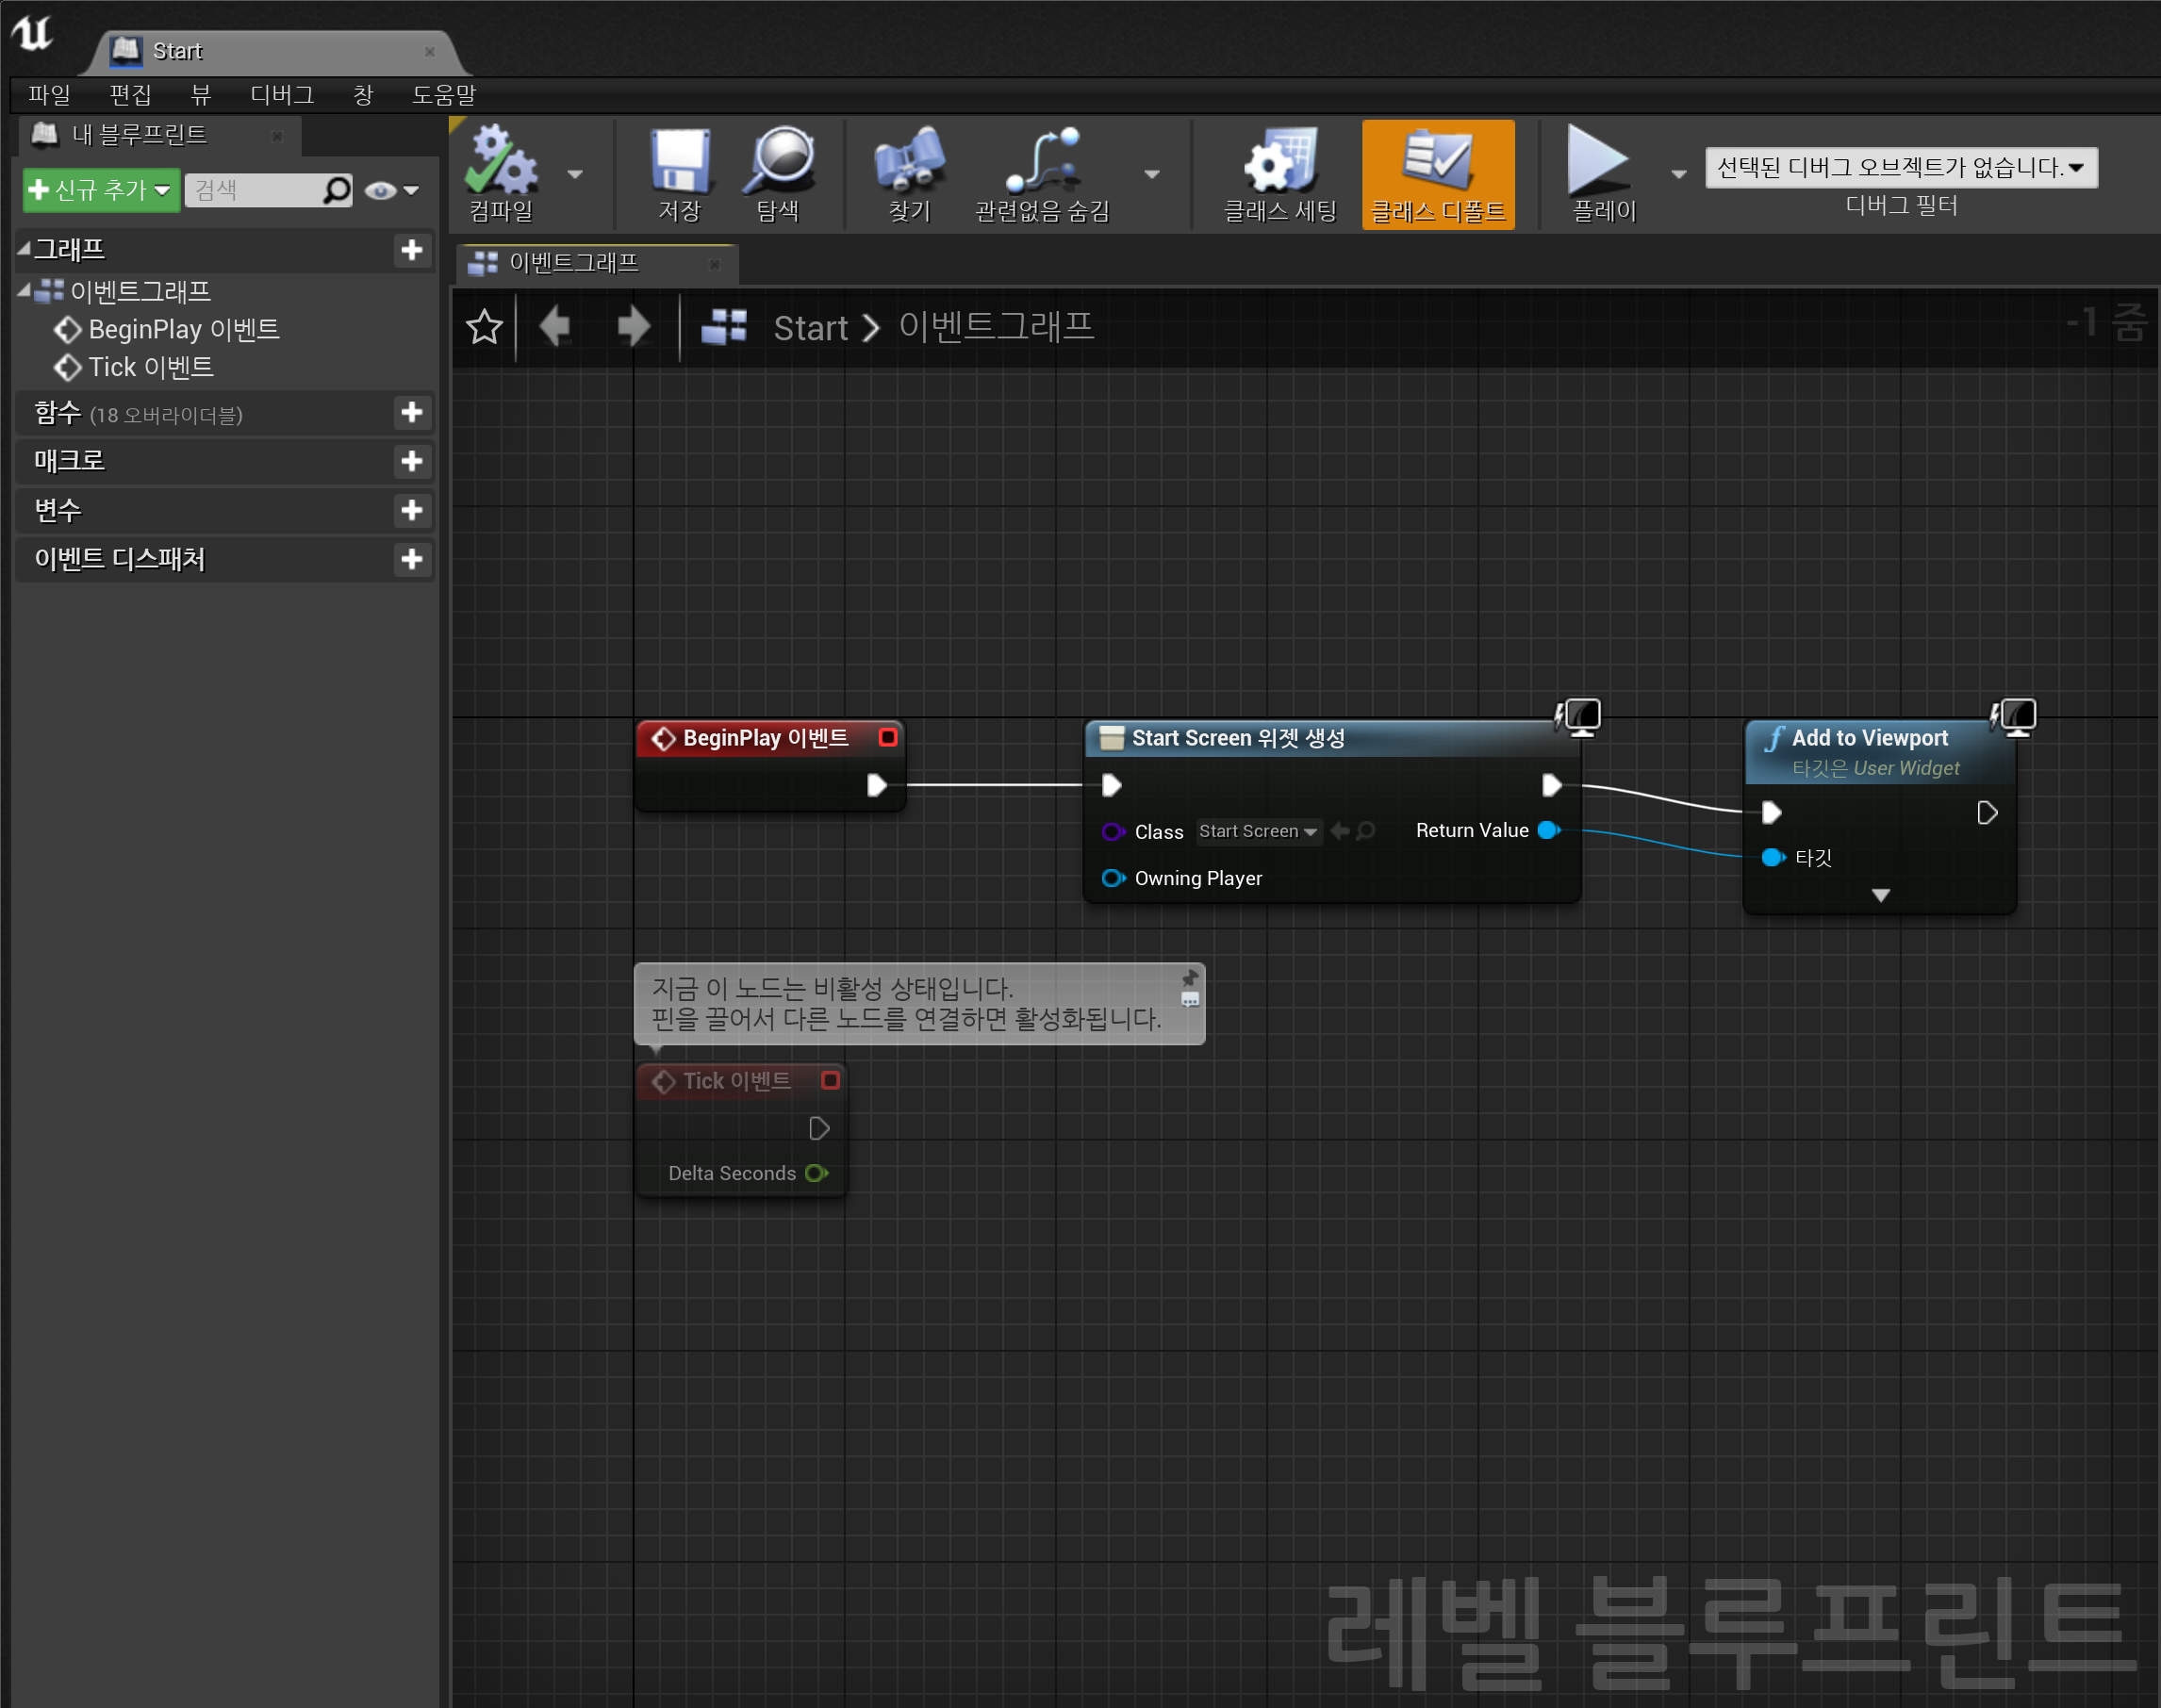 Start
파일 편집 뷰 디버그 창 도움말
내 블루프린트
신규 추가 검색
컴파일 저장 탐색 찾기 관련없음 숨김 클래스 세팅 클래스 디폴트 플레이
선택된 디버그 오브젝트가 없습니다.
디버그 필터
그래프
이벤트그래프
BeginPlay 이벤트
Tick 이벤트
함수 (18 오버라이더블)
매크로
변수
이벤트 디스패처
이벤트그래프
Start 이벤트그래프
-1 줌
BeginPlay 이벤트
Start Screen 위젯 생성
Class Start Screen
Return Value
Owning Player
Add to Viewport
타깃은 User Widget
타깃
지금 이 노드는 비활성 상태입니다.
핀을 끌어서 다른 노드를 연결하면 활성화됩니다.
Tick 이벤트
Delta Seconds
레벨 블루프린트